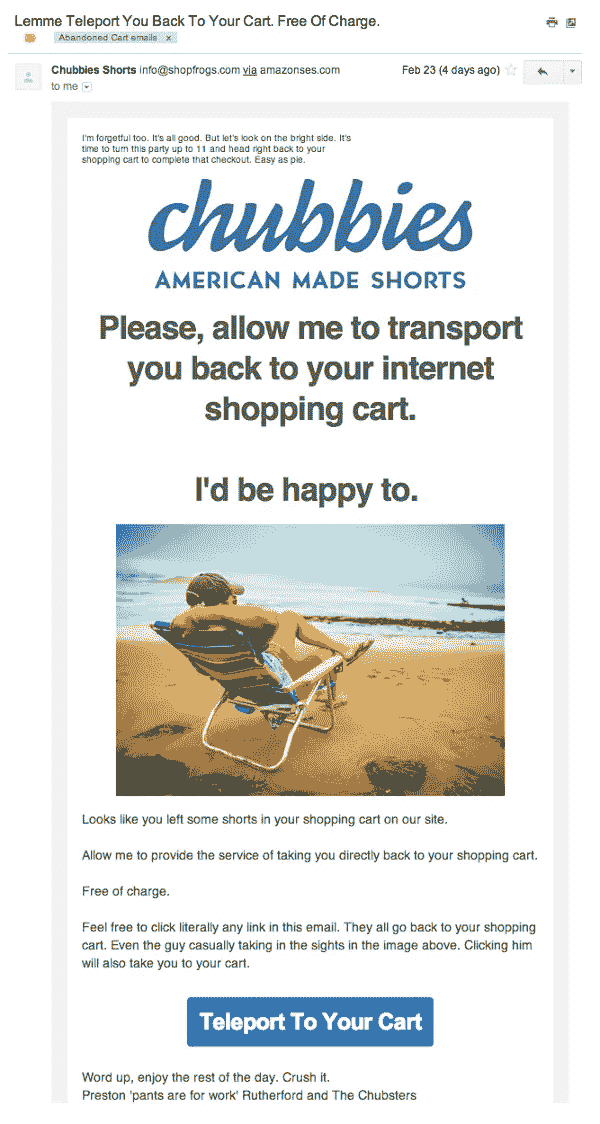 Lemme Teleport You Back To Your Cart. Free Of Charge.
Abandoned Cart emails x
Chubbies Shorts info@shopfrogs.com via amazonses.com
Feb 23 (4 days ago)
to me
I'm forgetful too. It's all good. But let's look on the bright side. It's
time to turn this party up to 11 and head right back to your
shopping cart to complete that checkout. Easy as pie.
chubbies
AMERICAN MADE SHORTS
Please, allow me to transport
you back to your internet
shopping cart.
I'd be happy to.
Looks like you left some shorts in your shopping cart on our site.
Allow me to provide the service of taking you directly back to your shopping cart.
Free of charge.
Feel free to click literally any link in this email. They all go back to your shopping
cart. Even the guy casually taking in the sights in the image above. Clicking him
will also take you to your cart.
Teleport To Your Cart
Word up, enjoy the rest of the day. Crush it.
Preston 'pants are for work' Rutherford and The Chubsters